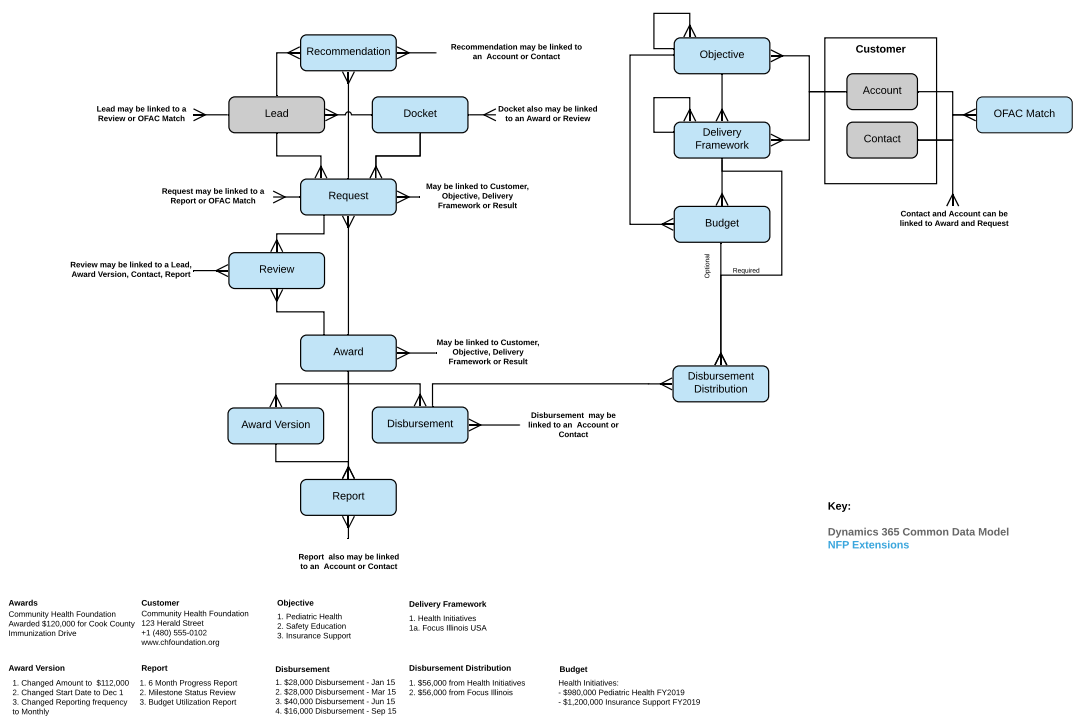 Recommendation
Recommendation may be linked to
an  Account or Contact
Objective
Customer
Account
Contact
OFAC Match
Contact and Account can be
linked to Award and Request
Lead may be linked to a
Review or OFAC Match
Lead
Docket
Docket also may be linked
to an Award or Review
Delivery
Framework
Request may be linked to a
Report or OFAC Match
Request
May be linked to Customer,
Objective, Delivery
Framework or Result
Budget
Optional
Required
Review may be linked to a Lead,
Award Version, Contact, Report
Review
Award
May be linked to Customer,
Objective, Delivery
Framework or Result
Disbursement
Distribution
Award Version
Disbursement
Disbursement  may be
linked to an  Account or
Contact
Report
Report  also may be linked
to an  Account or Contact
Key:
Dynamics 365 Common Data Model
NFP Extensions
Awards
Community Health Foundation
Awarded $120,000 for Cook County
Immunization Drive
Customer
Community Health Foundation
123 Herald Street
+1 (480) 555-0102
www.chfoundation.org
Objective
1. Pediatric Health
2. Safety Education
3. Insurance Support
Delivery Framework
1. Health Initiatives
1a. Focus Illinois USA
Award Version
1. Changed Amount to  $112,000
2. Changed Start Date to Dec 1
3. Changed Reporting frequency
to Monthly
Report
1. 6 Month Progress Report
2. Milestone Status Review
3. Budget Utilization Report
Disbursement
1. $28,000 Disbursement - Jan 15
2. $28,000 Disbursement - Mar 15
3. $40,000 Disbursement - Jun 15
4. $16,000 Disbursement - Sep 15
Disbursement Distribution
1. $56,000 from Health Initiatives
2. $56,000 from Focus Illinois
Budget
Health Initiatives:
- $980,000 Pediatric Health FY2019
- $1,200,000 Insurance Support FY2019